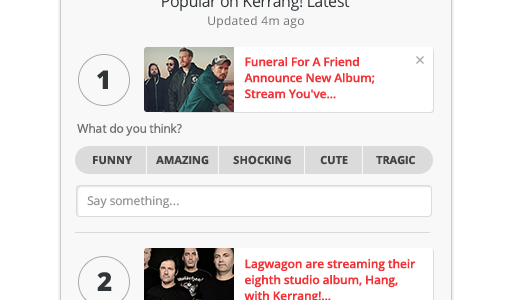 Popular on Kerrang! Latest
Updated 4m ago
1
Funeral For A Friend
Announce New Album;
Stream You've...
What do you think?
FUNNY AMAZING SHOCKING CUTE TRAGIC
Say something...
2
Lagwagon are streaming their
eighth studio album, Hang,
with Kerrang!...